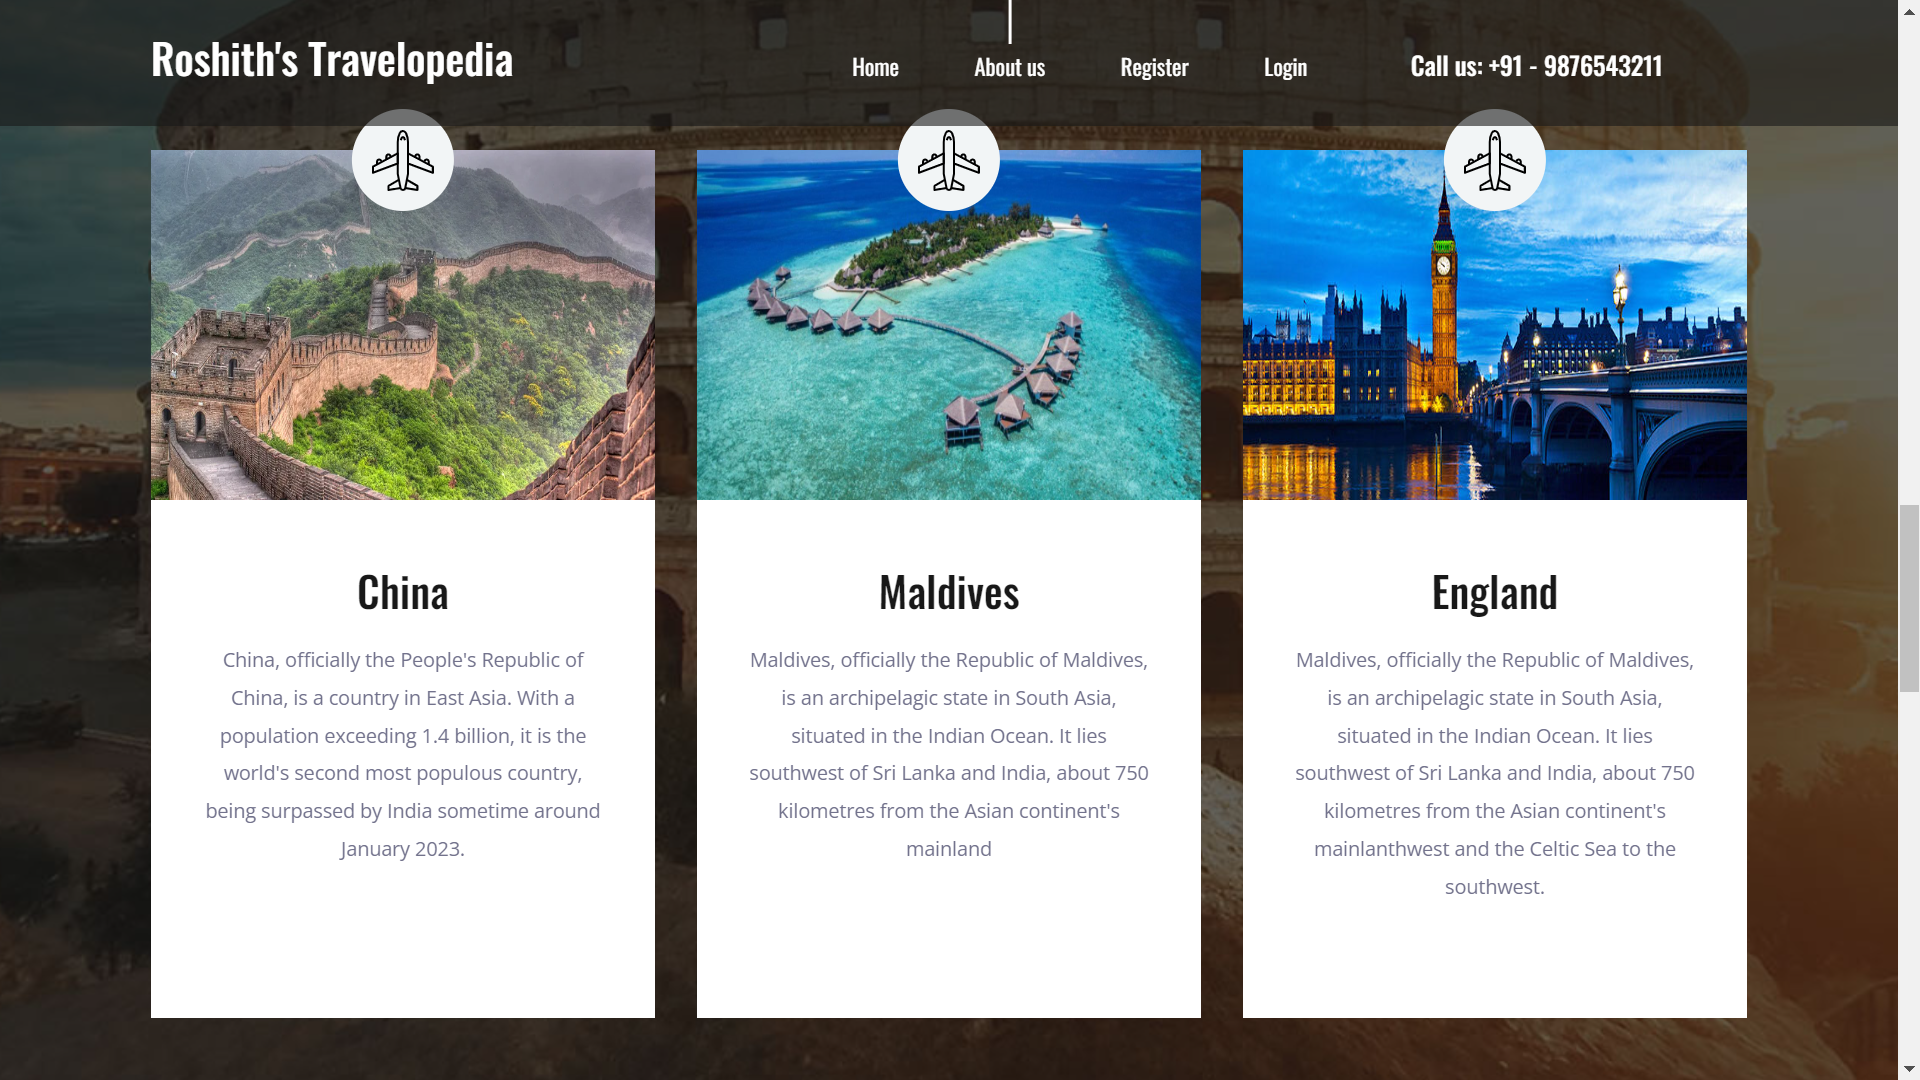 Roshith's Travelopedia
Home
About us
Register
Login
Call us: +91 - 9876543211
China
China, officially the People's Republic of
China, is a country in East Asia. With a
population exceeding 1.4 billion, it is the
world's second most populous country,
being surpassed by India sometime around
January 2023.
Maldives
Maldives, officially the Republic of Maldives,
is an archipelagic state in South Asia,
situated in the Indian Ocean. It lies
southwest of Sri Lanka and India, about 750
kilometres from the Asian continent's
mainland
England
Maldives, officially the Republic of Maldives,
is an archipelagic state in South Asia,
situated in the Indian Ocean. It lies
southwest of Sri Lanka and India, about 750
kilometres from the Asian continent's
mainlanthwest and the Celtic Sea to the
southwest.